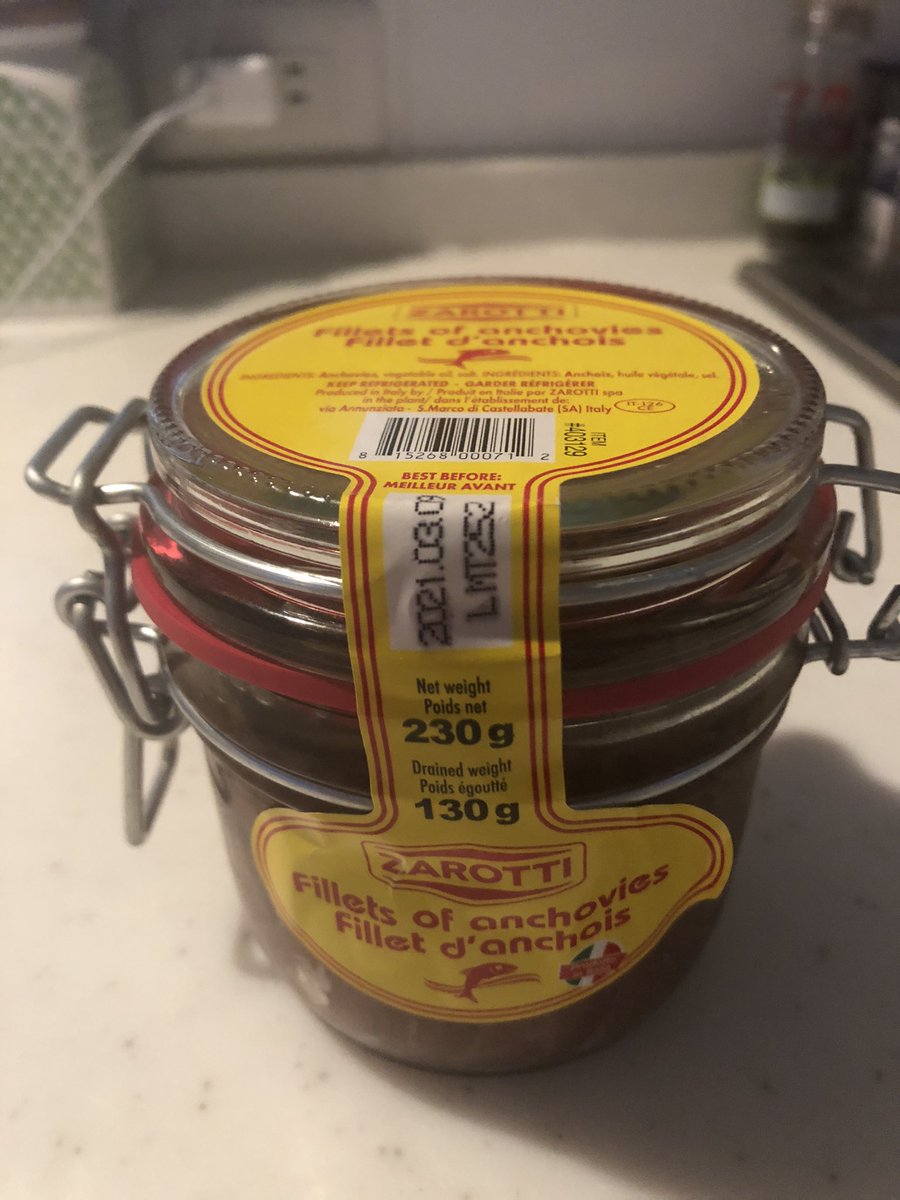 ZAROTTI
Fillets of anchovies
Fillet d'anchois
INGREDIENTS: Anchovies, vegetable oil, salt. INGRÉDIENTS: Anchois, huile végétale, sel.
KEEP REFRIGERATED - GARDER RÉFRIGÉRER
Produced in Italy by / Produit en Italie par ZAROTTI spa
in the plant/ dans l'établissement de:
via Annunziata - S.Marco di Castellabate (SA) Italy
IT-126
CE
8 15268 00071 2
ITEM
#403129
BEST BEFORE:
MEILLEUR AVANT
2021.03.09
LMT252
Net weight
Poids net
230 g
Drained weight
Poids égoutté
130 g
ZAROTTI
Fillets of anchovies
Fillet d'anchois